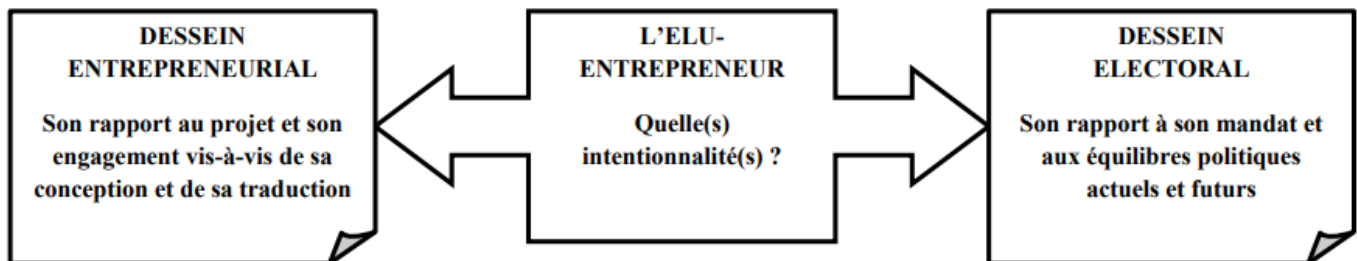 DESSEIN
ENTREPRENEURIAL
Son rapport au projet et son
engagement vis-à-vis de sa
conception et de sa traduction
L'ELU-
ENTREPRENEUR
Quelle(s)
intentionnalité(s) ?
DESSEIN
ELECTORAL
Son rapport à son mandat et
aux équilibres politiques
actuels et futurs